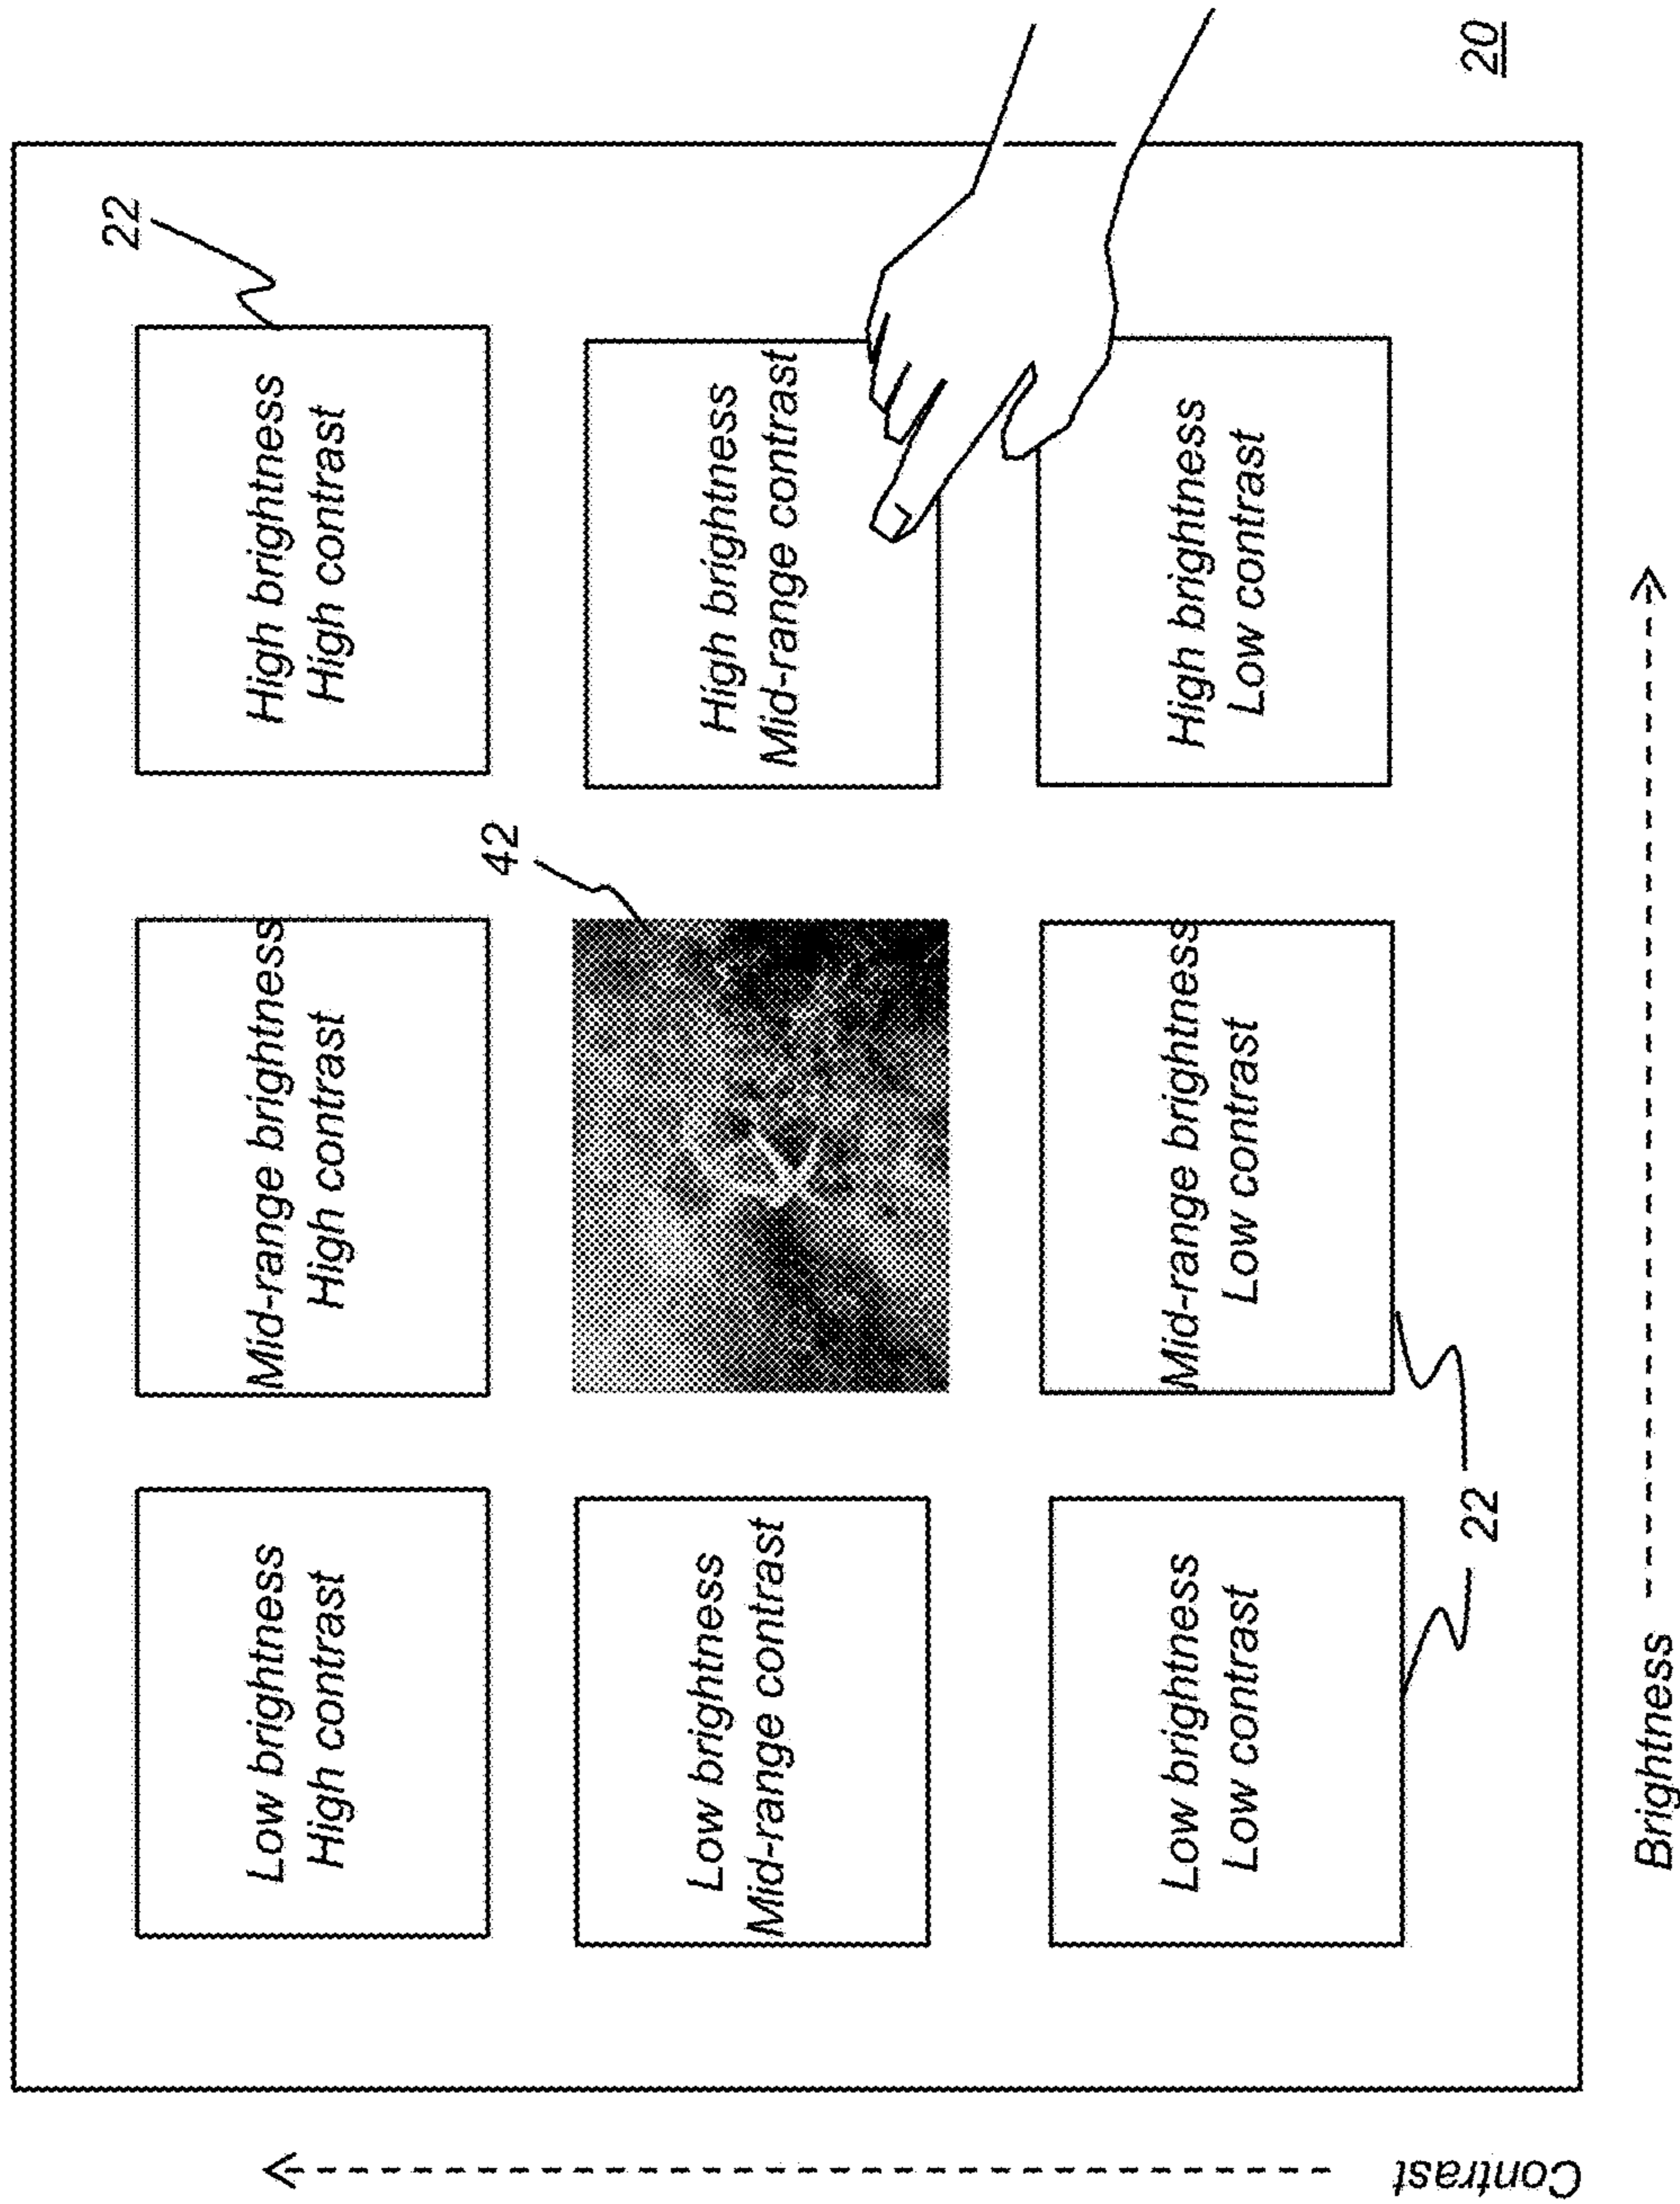 22
Low brightness
High contrast
Mid-range brightness
High contrast
High brightness
High contrast
42
Low brightness
Mid-range contrast
High brightness
Mid-range contrast
Low brightness
Low contrast
Mid-range brightness
Low contrast
High brightness
Low contrast
22
20
Contrast
Brightness